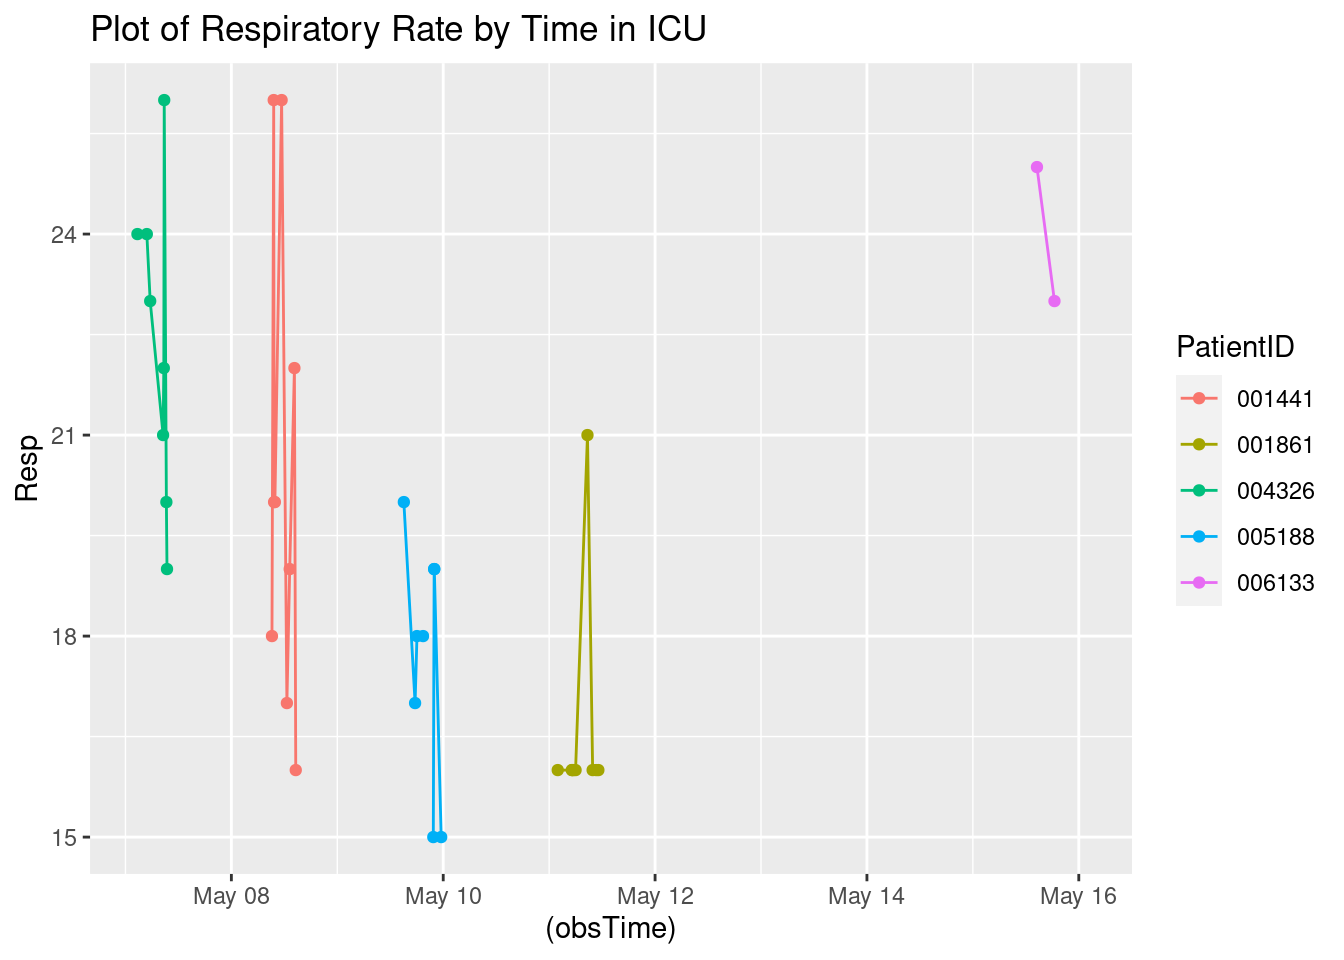 Plot of Respiratory Rate by Time in ICU
24
21
18
15
Resp
May 08
May 10
May 12
May 14
May 16
(obsTime)
PatientID
001441
001861
004326
005188
006133